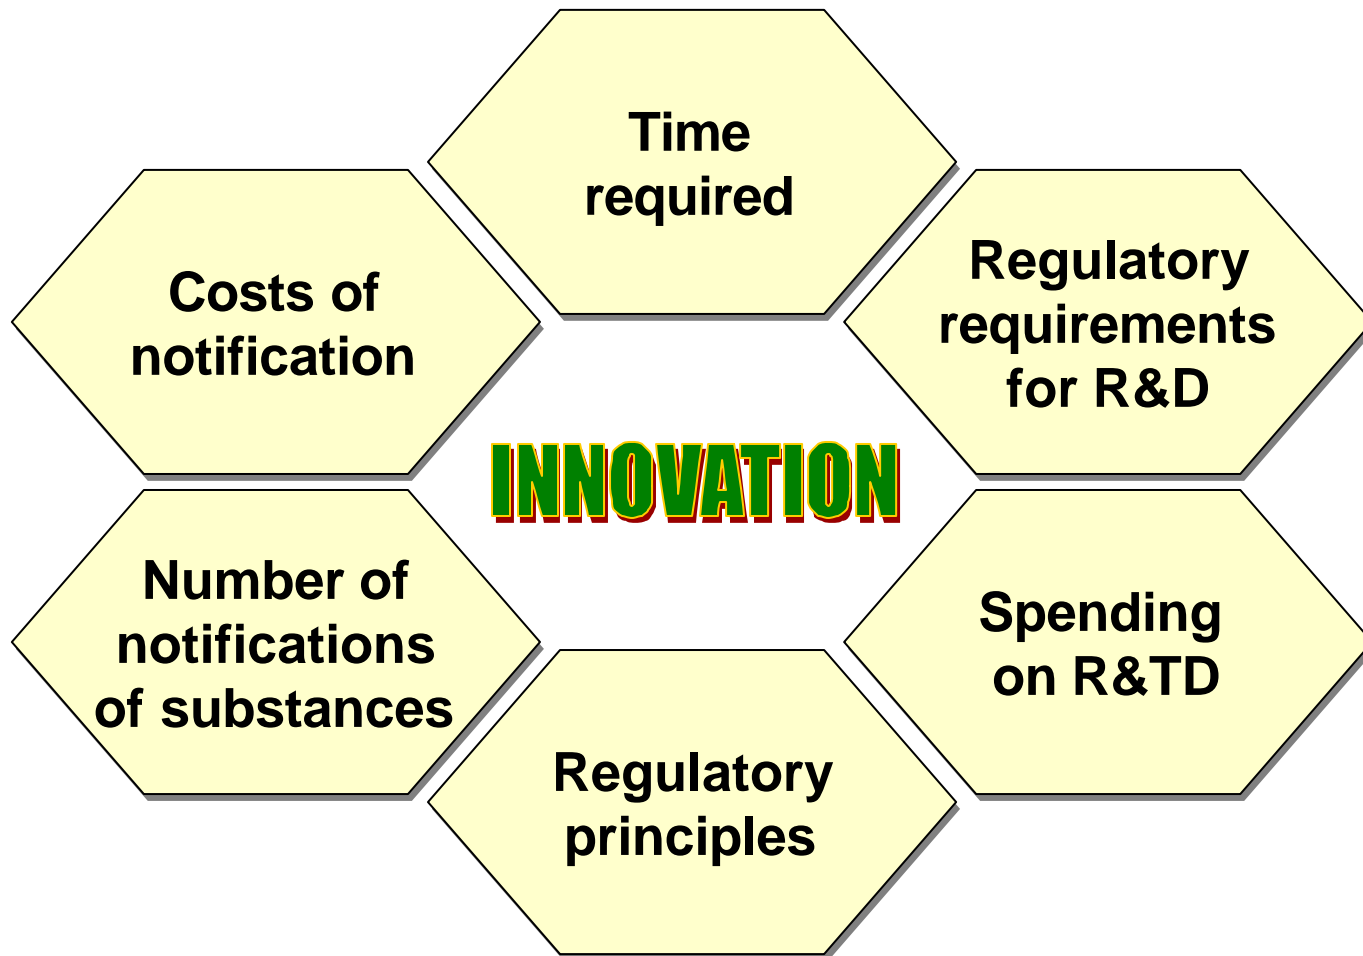 Time
required
Costs of
notification
Regulatory
requirements
for R&D
INNOVATION
Number of
notifications
of substances
Spending
on R&TD
Regulatory
principles